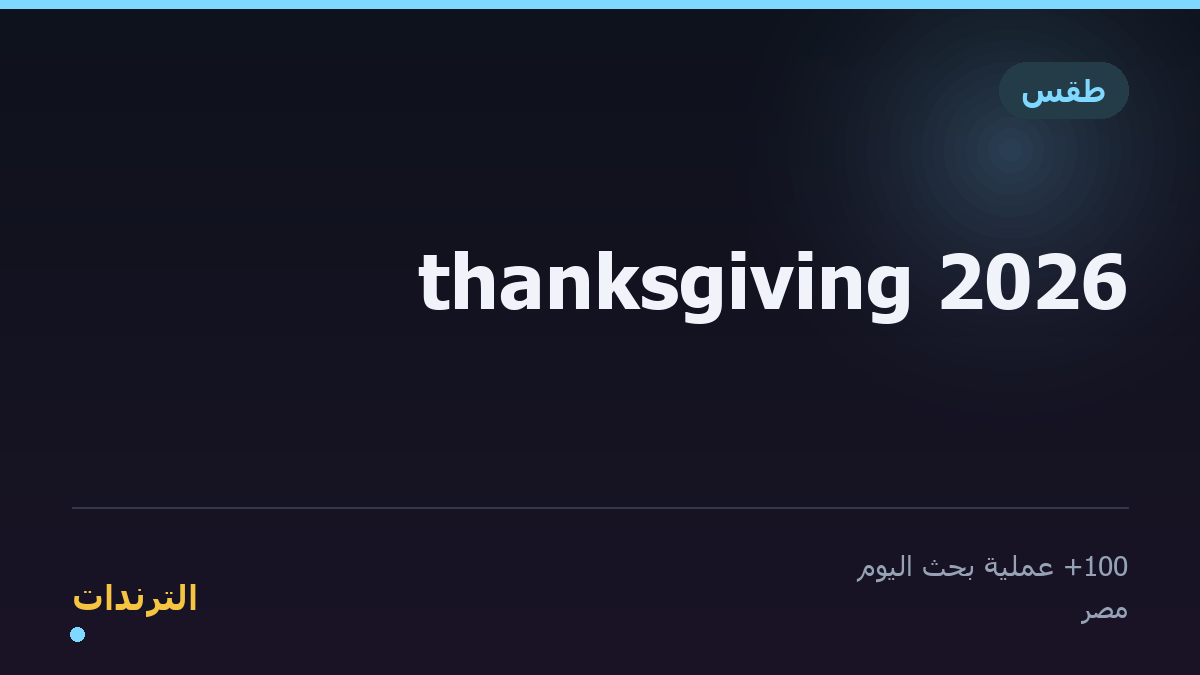 طقس
thanksgiving 2026
100+ عملية بحث اليوم
مصر
الترندات